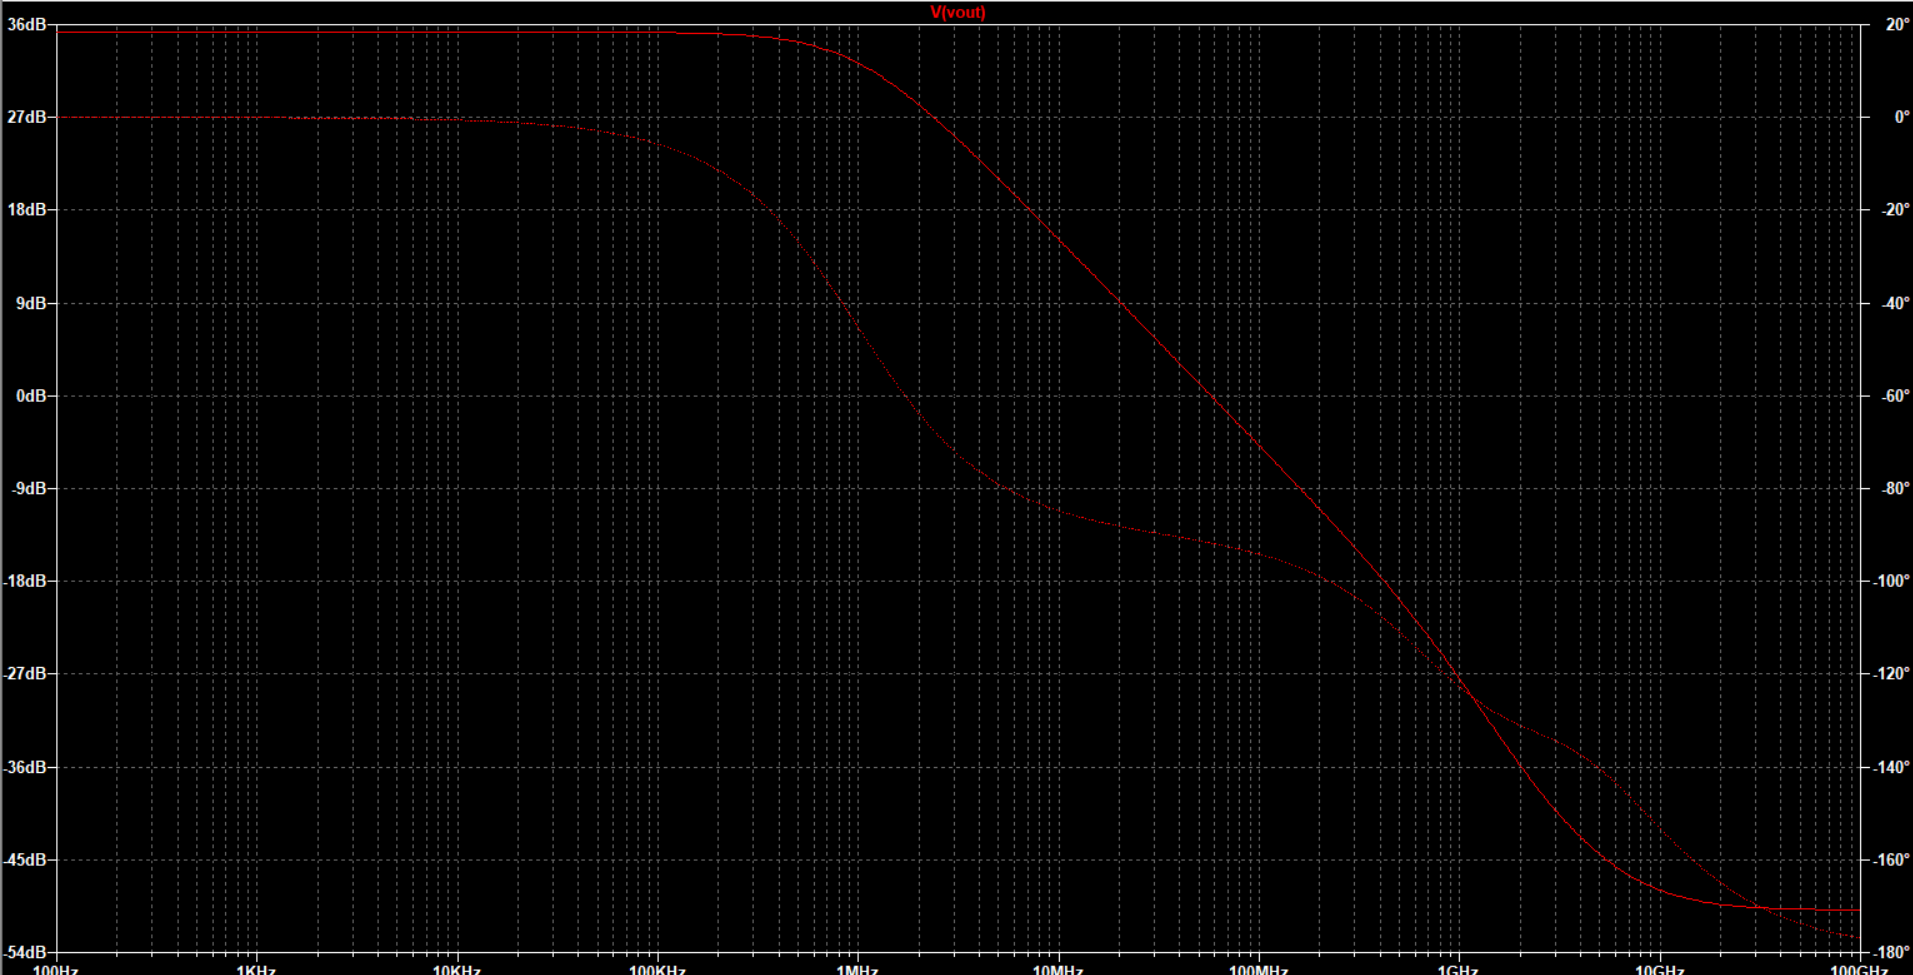 V(vout)
36dB 20°
27dB 0°
18dB -20°
9dB -40°
0dB -60°
-9dB -80°
-18dB -100°
-27dB -120°
-36dB -140°
-45dB -160°
-54dB -180°
100Hz 1KHz 10KHz 100KHz 1MHz 10MHz 100MHz 1GHz 10GHz 100GHz